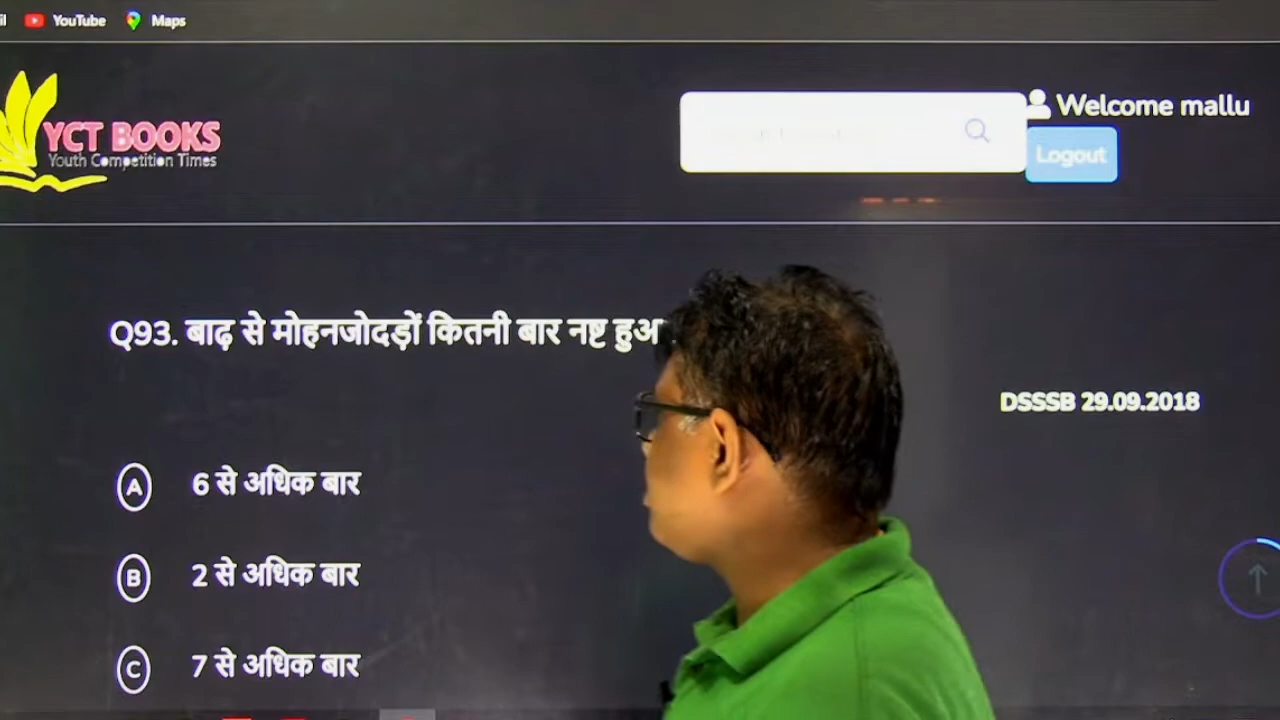 YouTube
Maps
YCT BOOKS
Youth Competition Times
Welcome mallu
Logout
Q93. बाढ़ से मोहनजोदड़ों कितनी बार नष्ट हुआ
DSSSB 29.09.2018
A 6 से अधिक बार
B 2 से अधिक बार
C 7 से अधिक बार